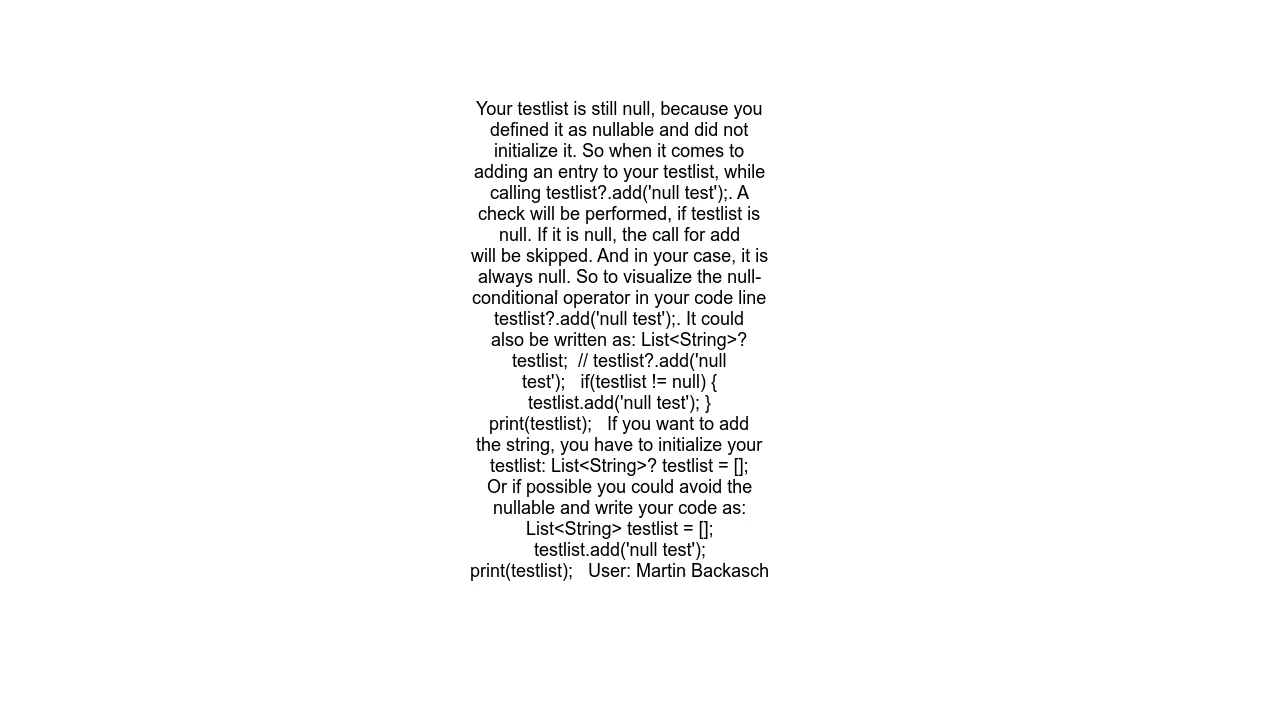 Your testlist is still null, because you
defined it as nullable and did not
initialize it. So when it comes to
adding an entry to your testlist, while
calling testlist?.add('null test');. A
check will be performed, if testlist is
null. If it is null, the call for add
will be skipped. And in your case, it is
always null. So to visualize the null-
conditional operator in your code line
testlist?.add('null test');. It could
also be written as: List<String>?
testlist;  // testlist?.add('null
test');   if(testlist != null) {
testlist.add('null test'); }
print(testlist);   If you want to add
the string, you have to initialize your
testlist: List<String>? testlist = [];
Or if possible you could avoid the
nullable and write your code as:
List<String> testlist = [];
testlist.add('null test');
print(testlist);   User: Martin Backasch